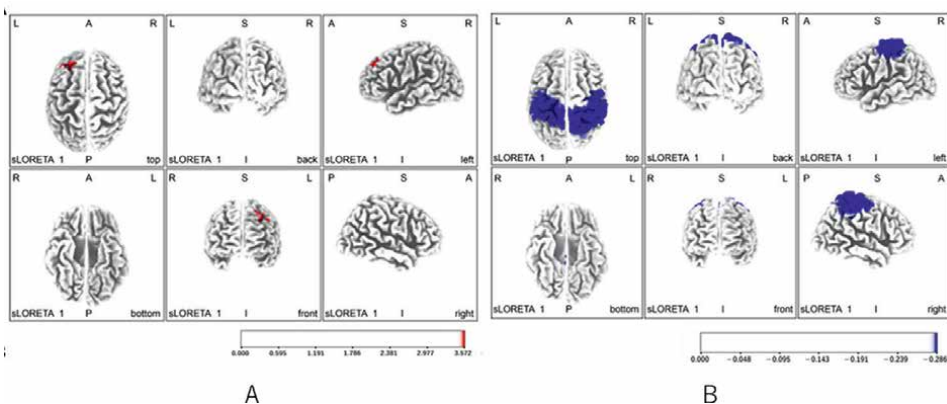 L A R L S R A S P
sLORETA 1 P top sLORETA 1 I back sLORETA 1 I left
R A L R S L P S A
sLORETA 1 P bottom sLORETA 1 I front sLORETA 1 I right
0.000 0.595 1.191 1.786 2.381 2.977 3.572
A
L A R L S R A S P
sLORETA 1 P top sLORETA 1 I back sLORETA 1 I left
R A L R S L P S A
sLORETA 1 P bottom sLORETA 1 I front sLORETA 1 I right
0.000 −0.048 −0.095 −0.143 −0.191 −0.239 −0.286
B